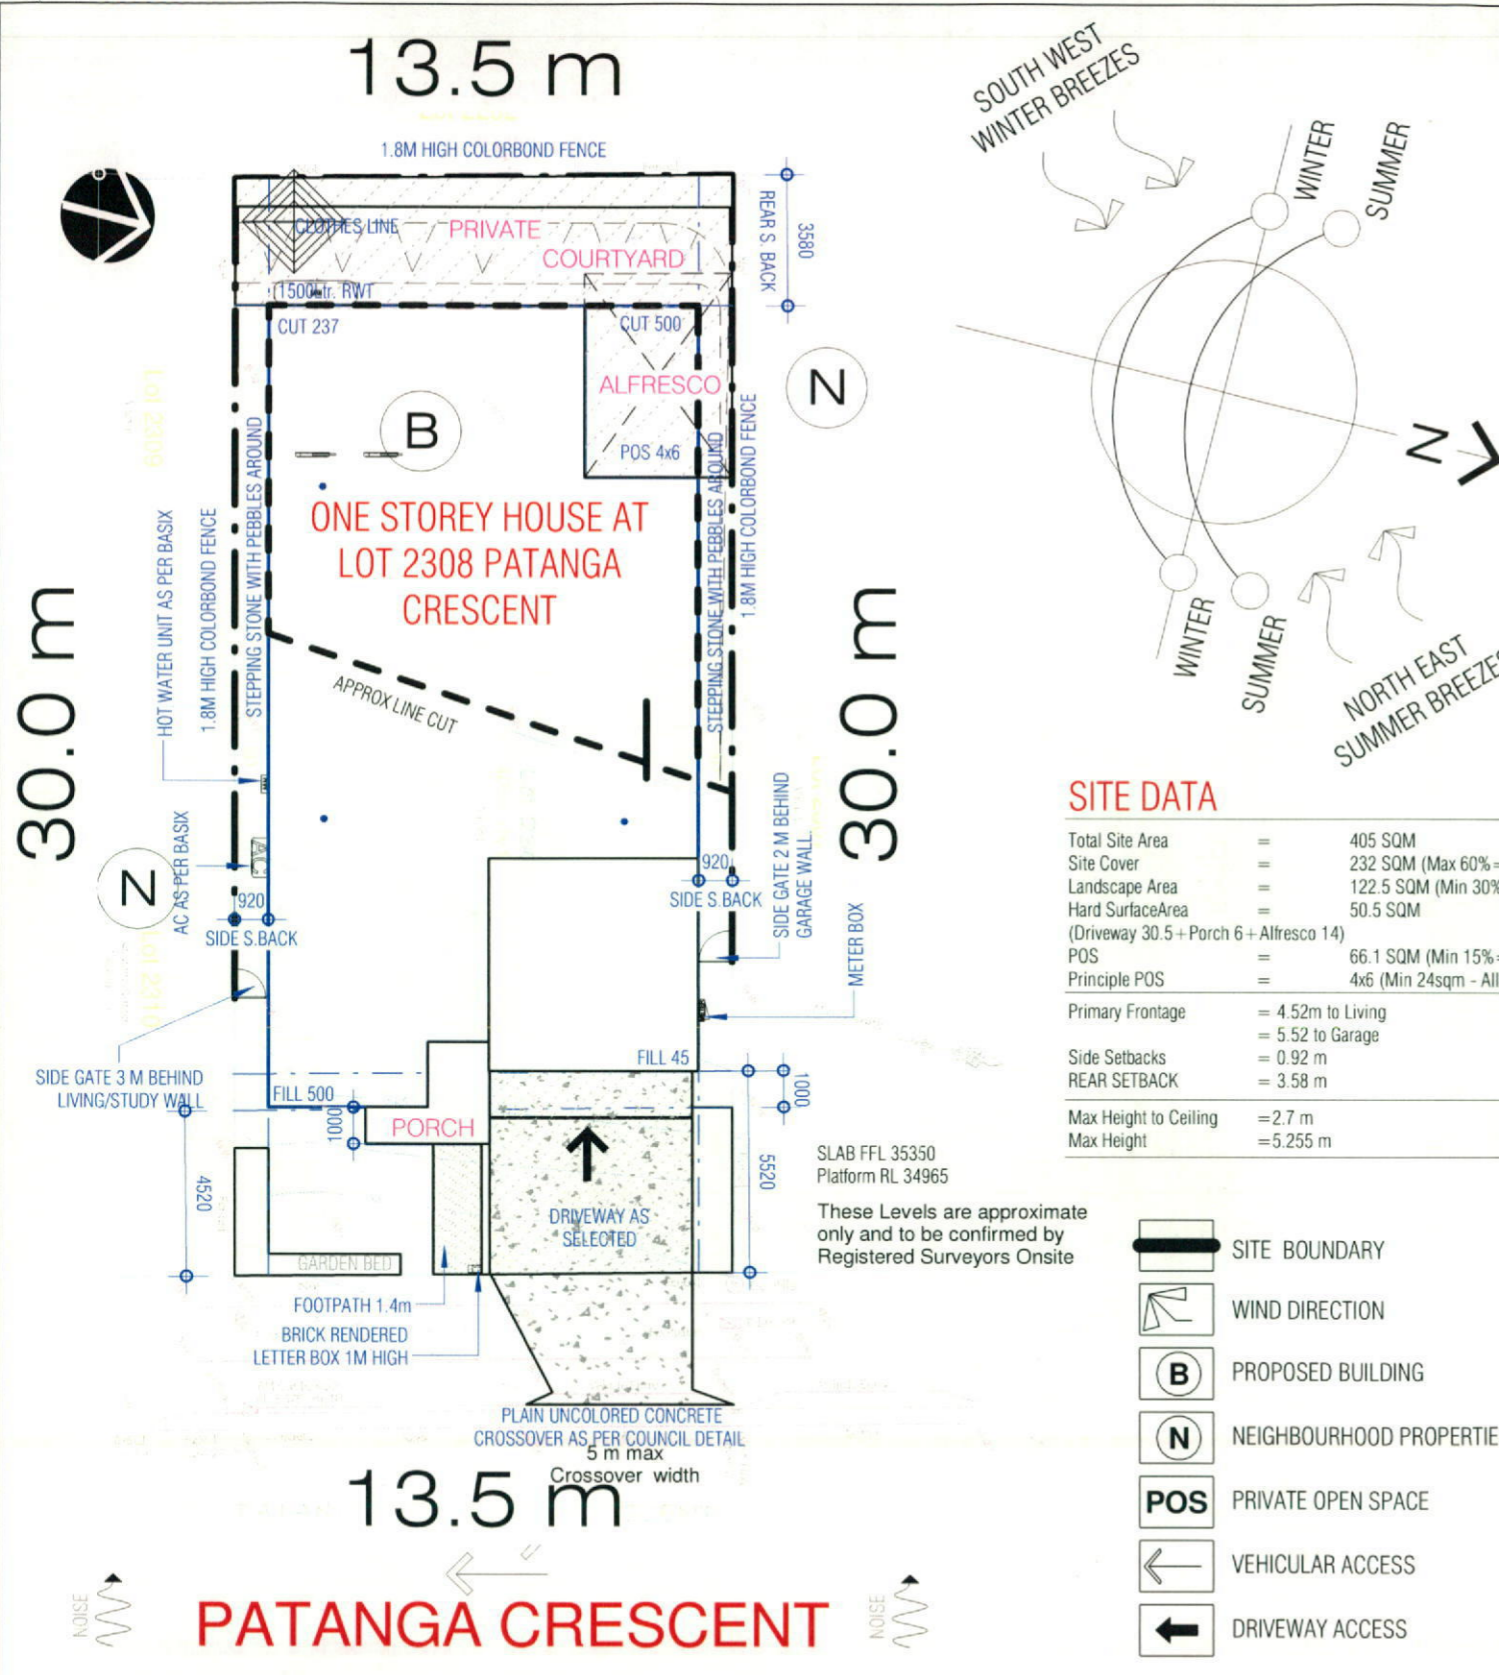 13.5 m
1.8M HIGH COLORBOND FENCE
CLOTHES LINE
PRIVATE
COURTYARD
1500Ltr. RWT
CUT 237
CUT 500
REAR S. BACK
3580
ALFRESCO
POS 4x6
B
N
ONE STOREY HOUSE AT
LOT 2308 PATANGA
CRESCENT
STEPPING STONE WITH PEBBLES AROUND
1.8M HIGH COLORBOND FENCE
HOT WATER UNIT AS PER BASIX
STEPPING STONE WITH PEBBLES AROUND
1.8M HIGH COLORBOND FENCE
30.0 m
30.0 m
APPROX LINE CUT
AC AS PER BASIX
AC
N
920
SIDE S.BACK
920
SIDE S.BACK
SIDE GATE 2 M BEHIND
GARAGE WALL
METER BOX
SIDE GATE 3 M BEHIND
LIVING/STUDY WALL
FILL 45
FILL 500
1000
1000
PORCH
4520
5520
DRIVEWAY AS
SELECTED
GARDEN BED
FOOTPATH 1.4m
BRICK RENDERED
LETTER BOX 1M HIGH
SLAB FFL 35350
Platform RL 34965
These Levels are approximate
only and to be confirmed by
Registered Surveyors Onsite
PLAIN UNCOLORED CONCRETE
CROSSOVER AS PER COUNCIL DETAIL
5 m max
Crossover width
13.5 m
NOISE
PATANGA CRESCENT
NOISE
SOUTH WEST
WINTER BREEZES
WINTER
SUMMER
N
WINTER
SUMMER
NORTH EAST
SUMMER BREEZES
SITE DATA
Total Site Area = 405 SQM
Site Cover = 232 SQM (Max 60%=
Landscape Area = 122.5 SQM (Min 30%
Hard SurfaceArea = 50.5 SQM
(Driveway 30.5+Porch 6+Alfresco 14)
POS = 66.1 SQM (Min 15%=
Principle POS = 4x6 (Min 24sqm - All
Primary Frontage = 4.52m to Living
= 5.52 to Garage
Side Setbacks = 0.92 m
REAR SETBACK = 3.58 m
Max Height to Ceiling =2.7 m
Max Height =5.255 m
SITE BOUNDARY
WIND DIRECTION
B PROPOSED BUILDING
N NEIGHBOURHOOD PROPERTIE
POS PRIVATE OPEN SPACE
VEHICULAR ACCESS
DRIVEWAY ACCESS